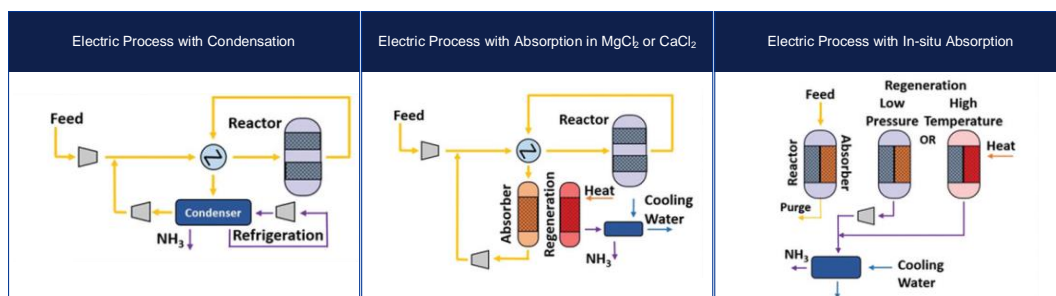 Electric Process with Condensation
Feed
Reactor
Condenser
NH₃
Refrigeration
Electric Process with Absorption in MgCl₂ or CaCl₂
Feed
Reactor
Absorber
Regeneration
Heat
Cooling
Water
NH₃
Electric Process with In-situ Absorption
Regeneration
Feed
Low
High
Pressure
Temperature
OR
Reactor
Absorber
Heat
Purge
NH₃
Cooling
Water